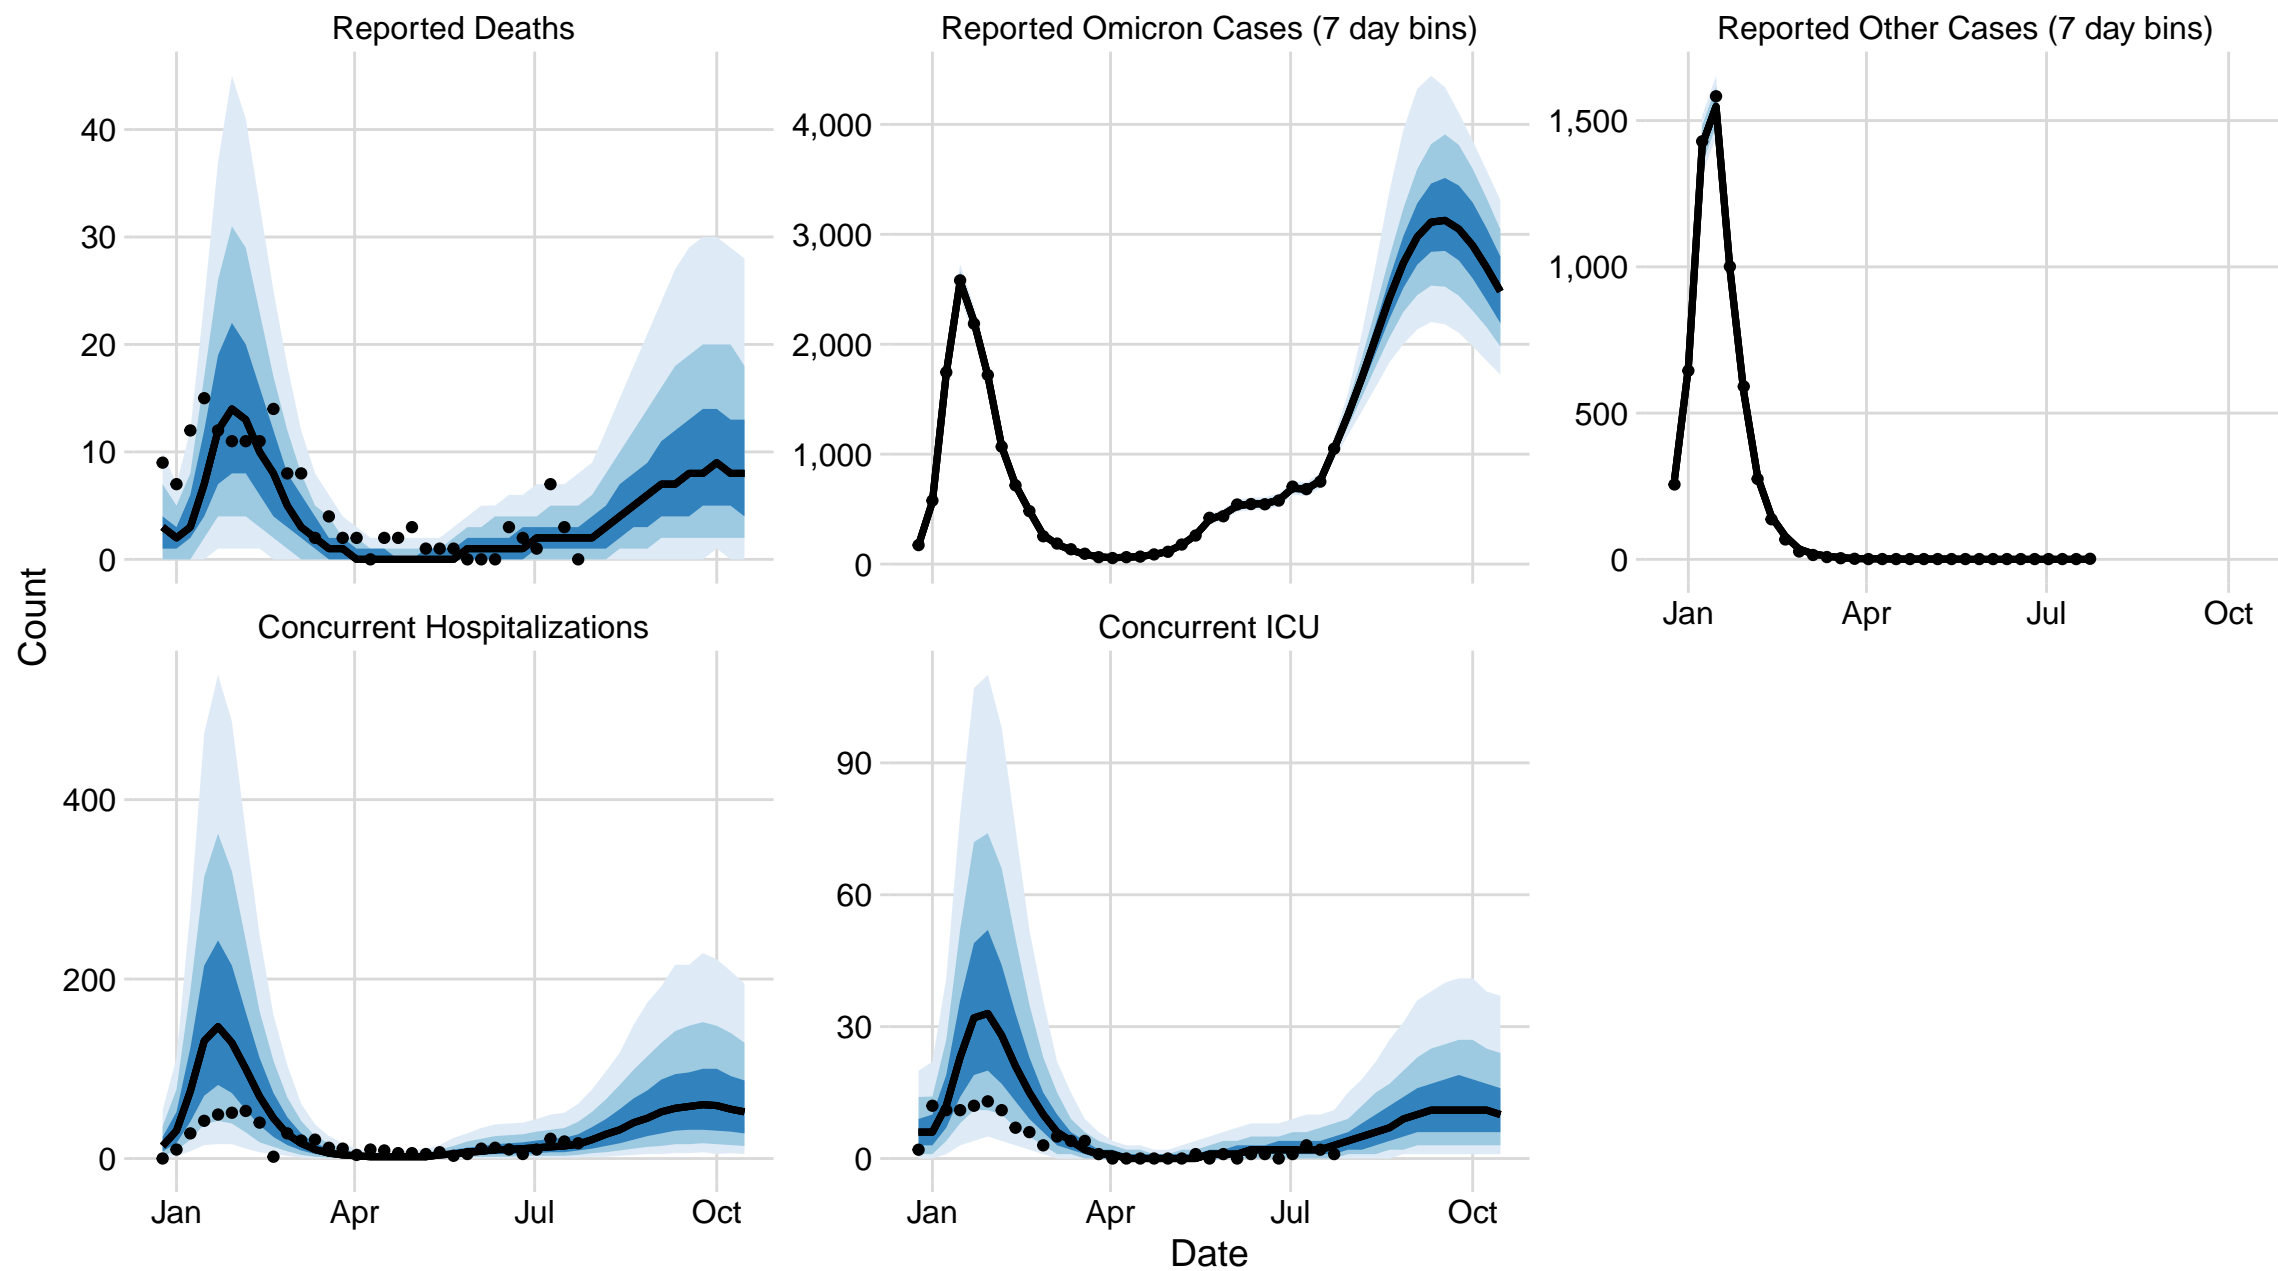 Reported Deaths
Reported Omicron Cases (7 day bins)
Reported Other Cases (7 day bins)
40
30
20
10
0
4,000
3,000
2,000
1,000
0
1,500
1,000
500
0
Jan Apr Jul Oct
Count
Concurrent Hospitalizations
Concurrent ICU
400
200
0
90
60
30
0
Jan Apr Jul Oct
Jan Apr Jul Oct
Date